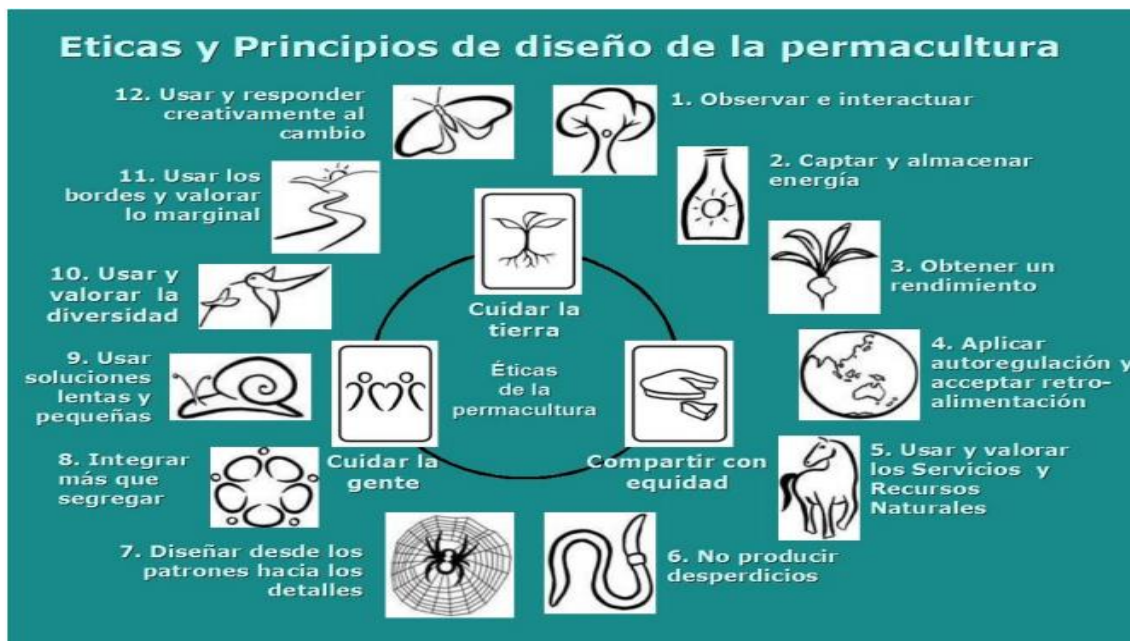 Eticas y Principios de diseño de la permacultura
12. Usar y responder
creativamente al
cambio
1. Observar e interactuar
2. Captar y almacenar
energía
11. Usar los
bordes y valorar
lo marginal
3. Obtener un
rendimiento
10. Usar y
valorar la
diversidad
Cuidar la
tierra
4. Aplicar
autoregulación y
acceptar retro-
alimentación
9. Usar
soluciones
lentas y
pequeñas
Éticas
de la
permacultura
5. Usar y valorar
los Servicios y
Recursos
Naturales
8. Integrar
más que
segregar
Cuidar la
gente
Compartir con
equidad
7. Diseñar desde los
patrones hacia los
detalles
6. No producir
desperdicios